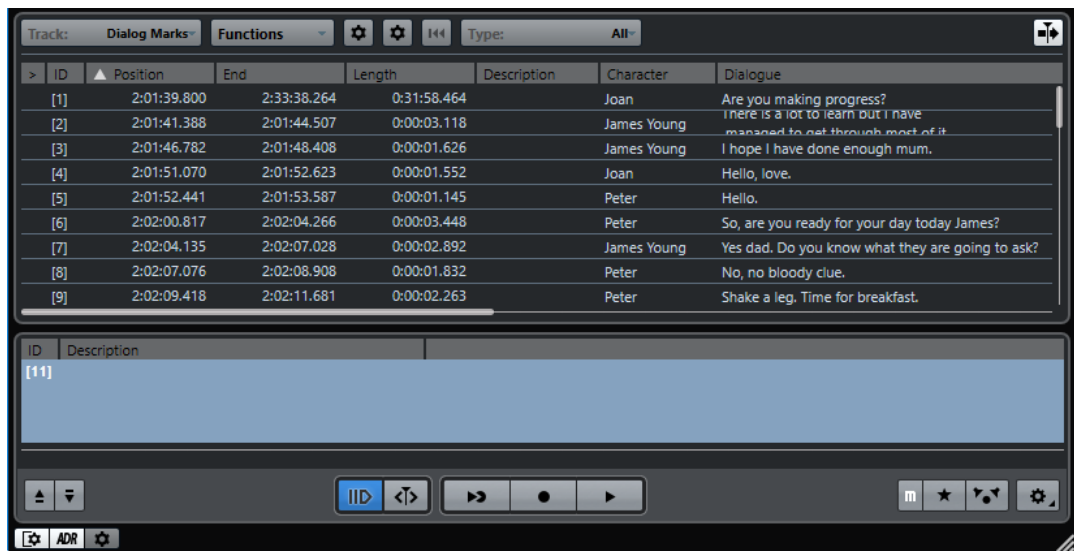 Track: Dialog Marks Functions Type: All
> ID Position End Length Description Character Dialogue
[1] 2:01:39.800 2:33:38.264 0:31:58.464 Joan Are you making progress?
[2] 2:01:41.388 2:01:44.507 0:00:03.118 James Young There is a lot to learn but I have
managed to get through most of it
[3] 2:01:46.782 2:01:48.408 0:00:01.626 James Young I hope I have done enough mum.
[4] 2:01:51.070 2:01:52.623 0:00:01.552 Joan Hello, love.
[5] 2:01:52.441 2:01:53.587 0:00:01.145 Peter Hello.
[6] 2:02:00.817 2:02:04.266 0:00:03.448 Peter So, are you ready for your day today James?
[7] 2:02:04.135 2:02:07.028 0:00:02.892 James Young Yes dad. Do you know what they are going to ask?
[8] 2:02:07.076 2:02:08.908 0:00:01.832 Peter No, no bloody clue.
[9] 2:02:09.418 2:02:11.681 0:00:02.263 Peter Shake a leg. Time for breakfast.
ID Description
[11]
m
ADR